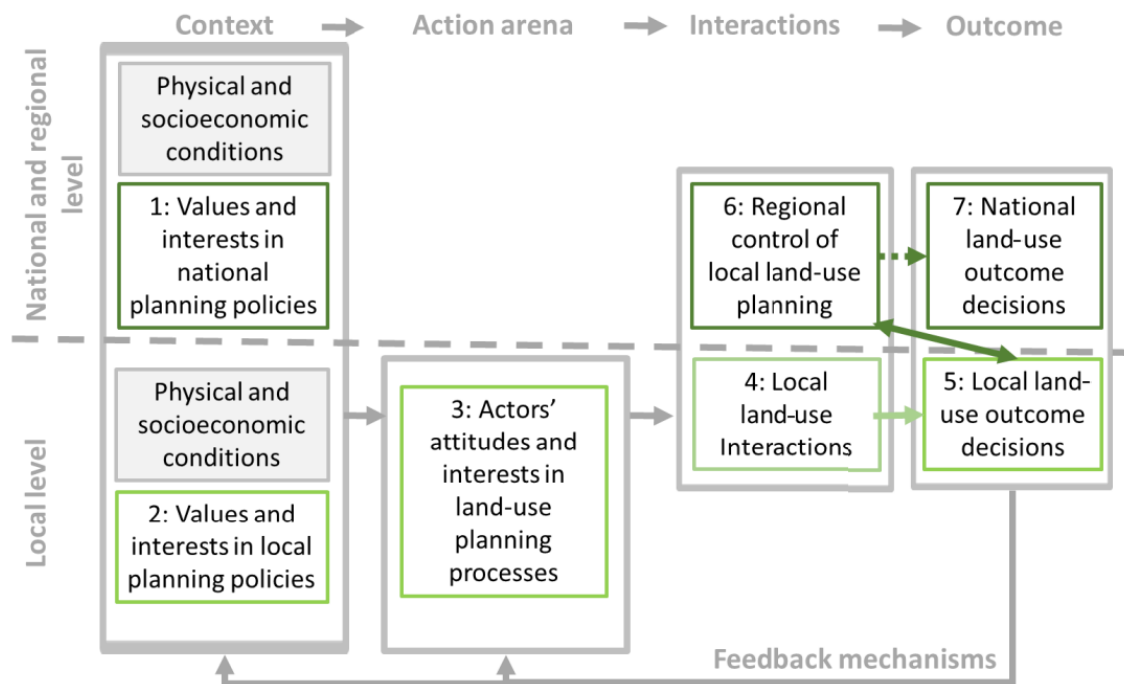 Context
Action arena
Interactions
Outcome
National and regional
level
Physical and
socioeconomic
conditions
1: Values and
interests in
national
planning policies
6: Regional
control of
local land-use
planning
7: National
land-use
outcome
decisions
Local level
Physical and
socioeconomic
conditions
2: Values and
interests in local
planning policies
3: Actors’
attitudes and
interests in
land-use
planning
processes
4: Local
land-use
Interactions
5: Local land-
use outcome
decisions
Feedback mechanisms